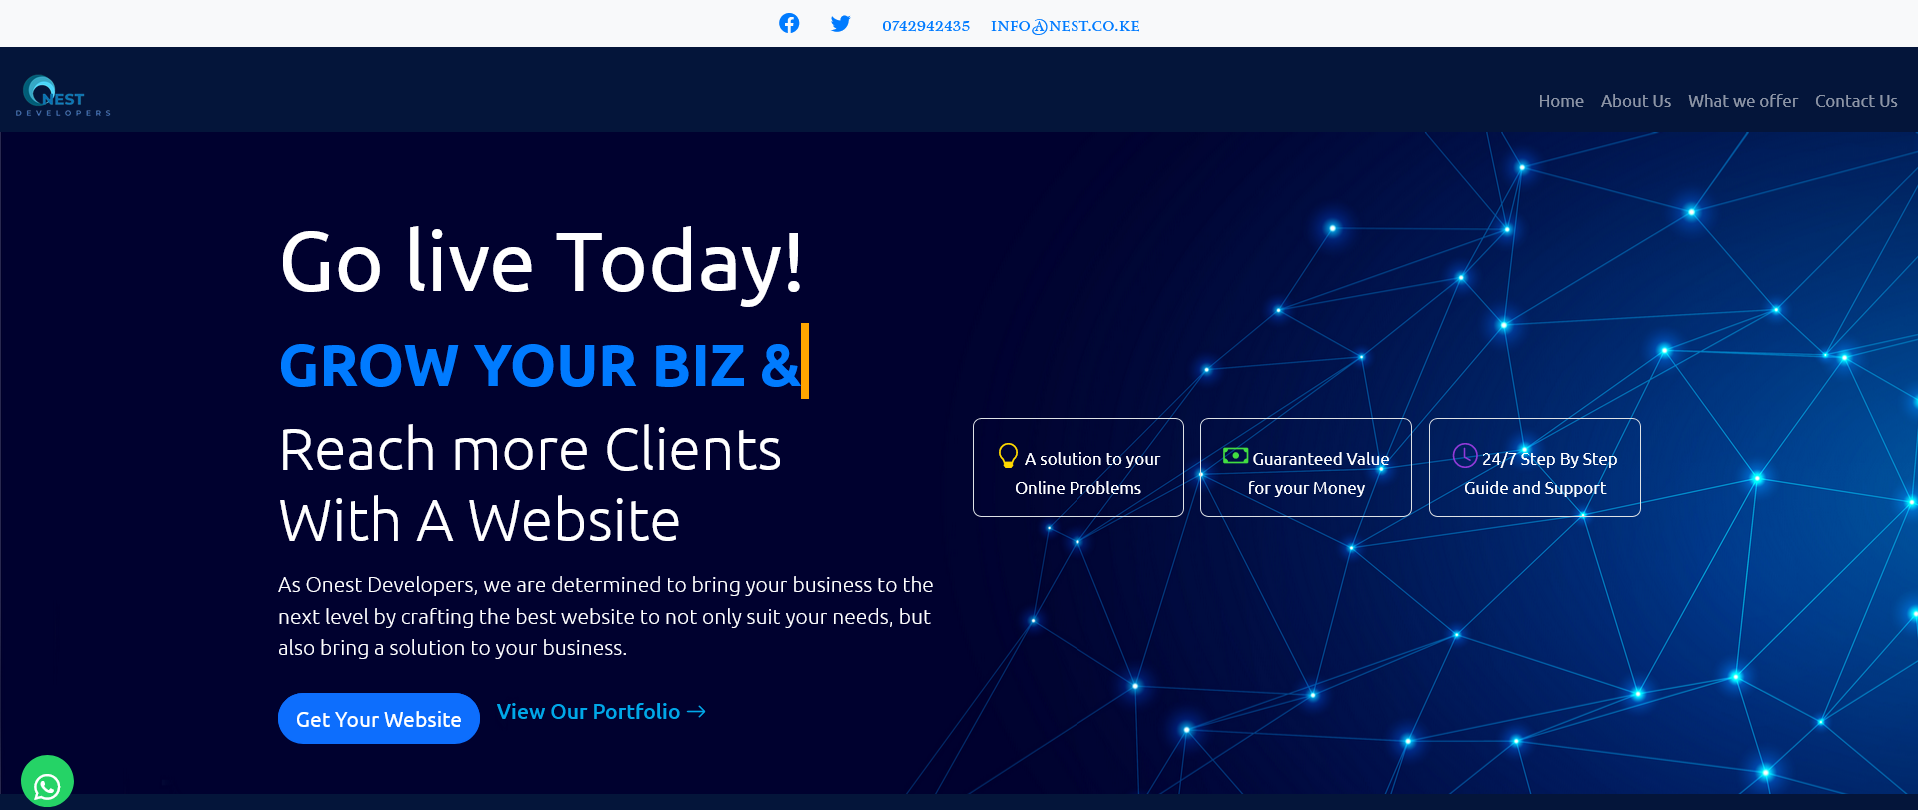 0742942435 INFO@NEST.CO.KE
NEST
DEVELOPERS
Home About Us What we offer Contact Us
Go live Today!
GROW YOUR BIZ &
Reach more Clients
With A Website
As Onest Developers, we are determined to bring your business to the
next level by crafting the best website to not only suit your needs, but
also bring a solution to your business.
Get Your Website View Our Portfolio →
A solution to your
Online Problems
Guaranteed Value
for your Money
24/7 Step By Step
Guide and Support